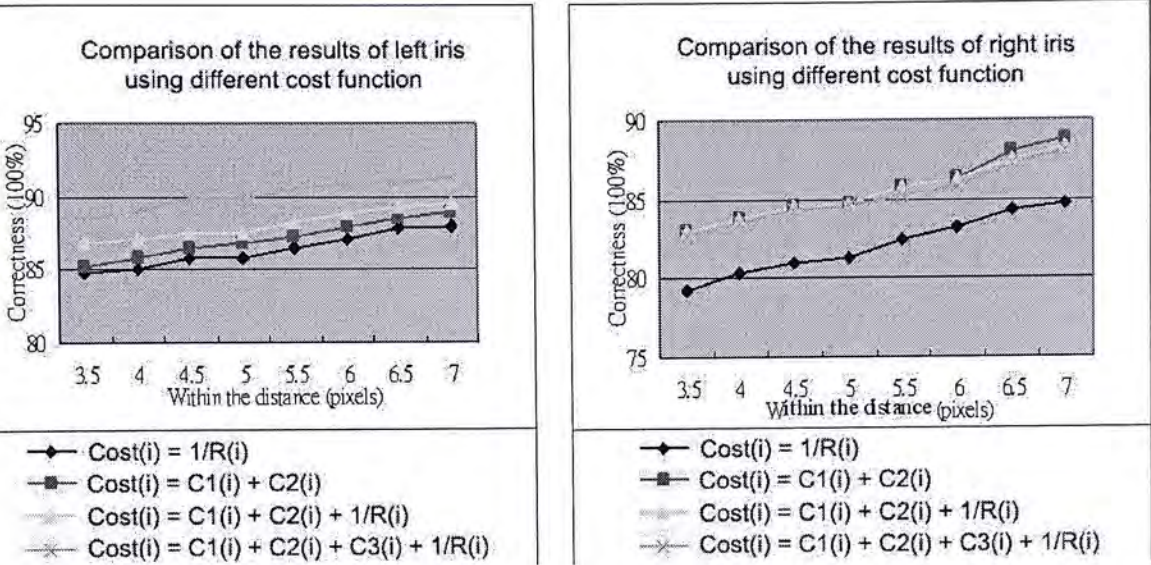 Comparison of the results of left iris
using different cost function
Correctness (100%)
95
90
85
80
3.5 4 4.5 5 5.5 6 6.5 7
Within the distance (pixels)
Cost(i) = 1/R(i)
Cost(i) = C1(i) + C2(i)
Cost(i) = C1(i) + C2(i) + 1/R(i)
Cost(i) = C1(i) + C2(i) + C3(i) + 1/R(i)
Comparison of the results of right iris
using different cost function
Correctness (100%)
90
85
80
75
3.5 4 4.5 5 5.5 6 6.5 7
Within the distance (pixels)
Cost(i) = 1/R(i)
Cost(i) = C1(i) + C2(i)
Cost(i) = C1(i) + C2(i) + 1/R(i)
Cost(i) = C1(i) + C2(i) + C3(i) + 1/R(i)